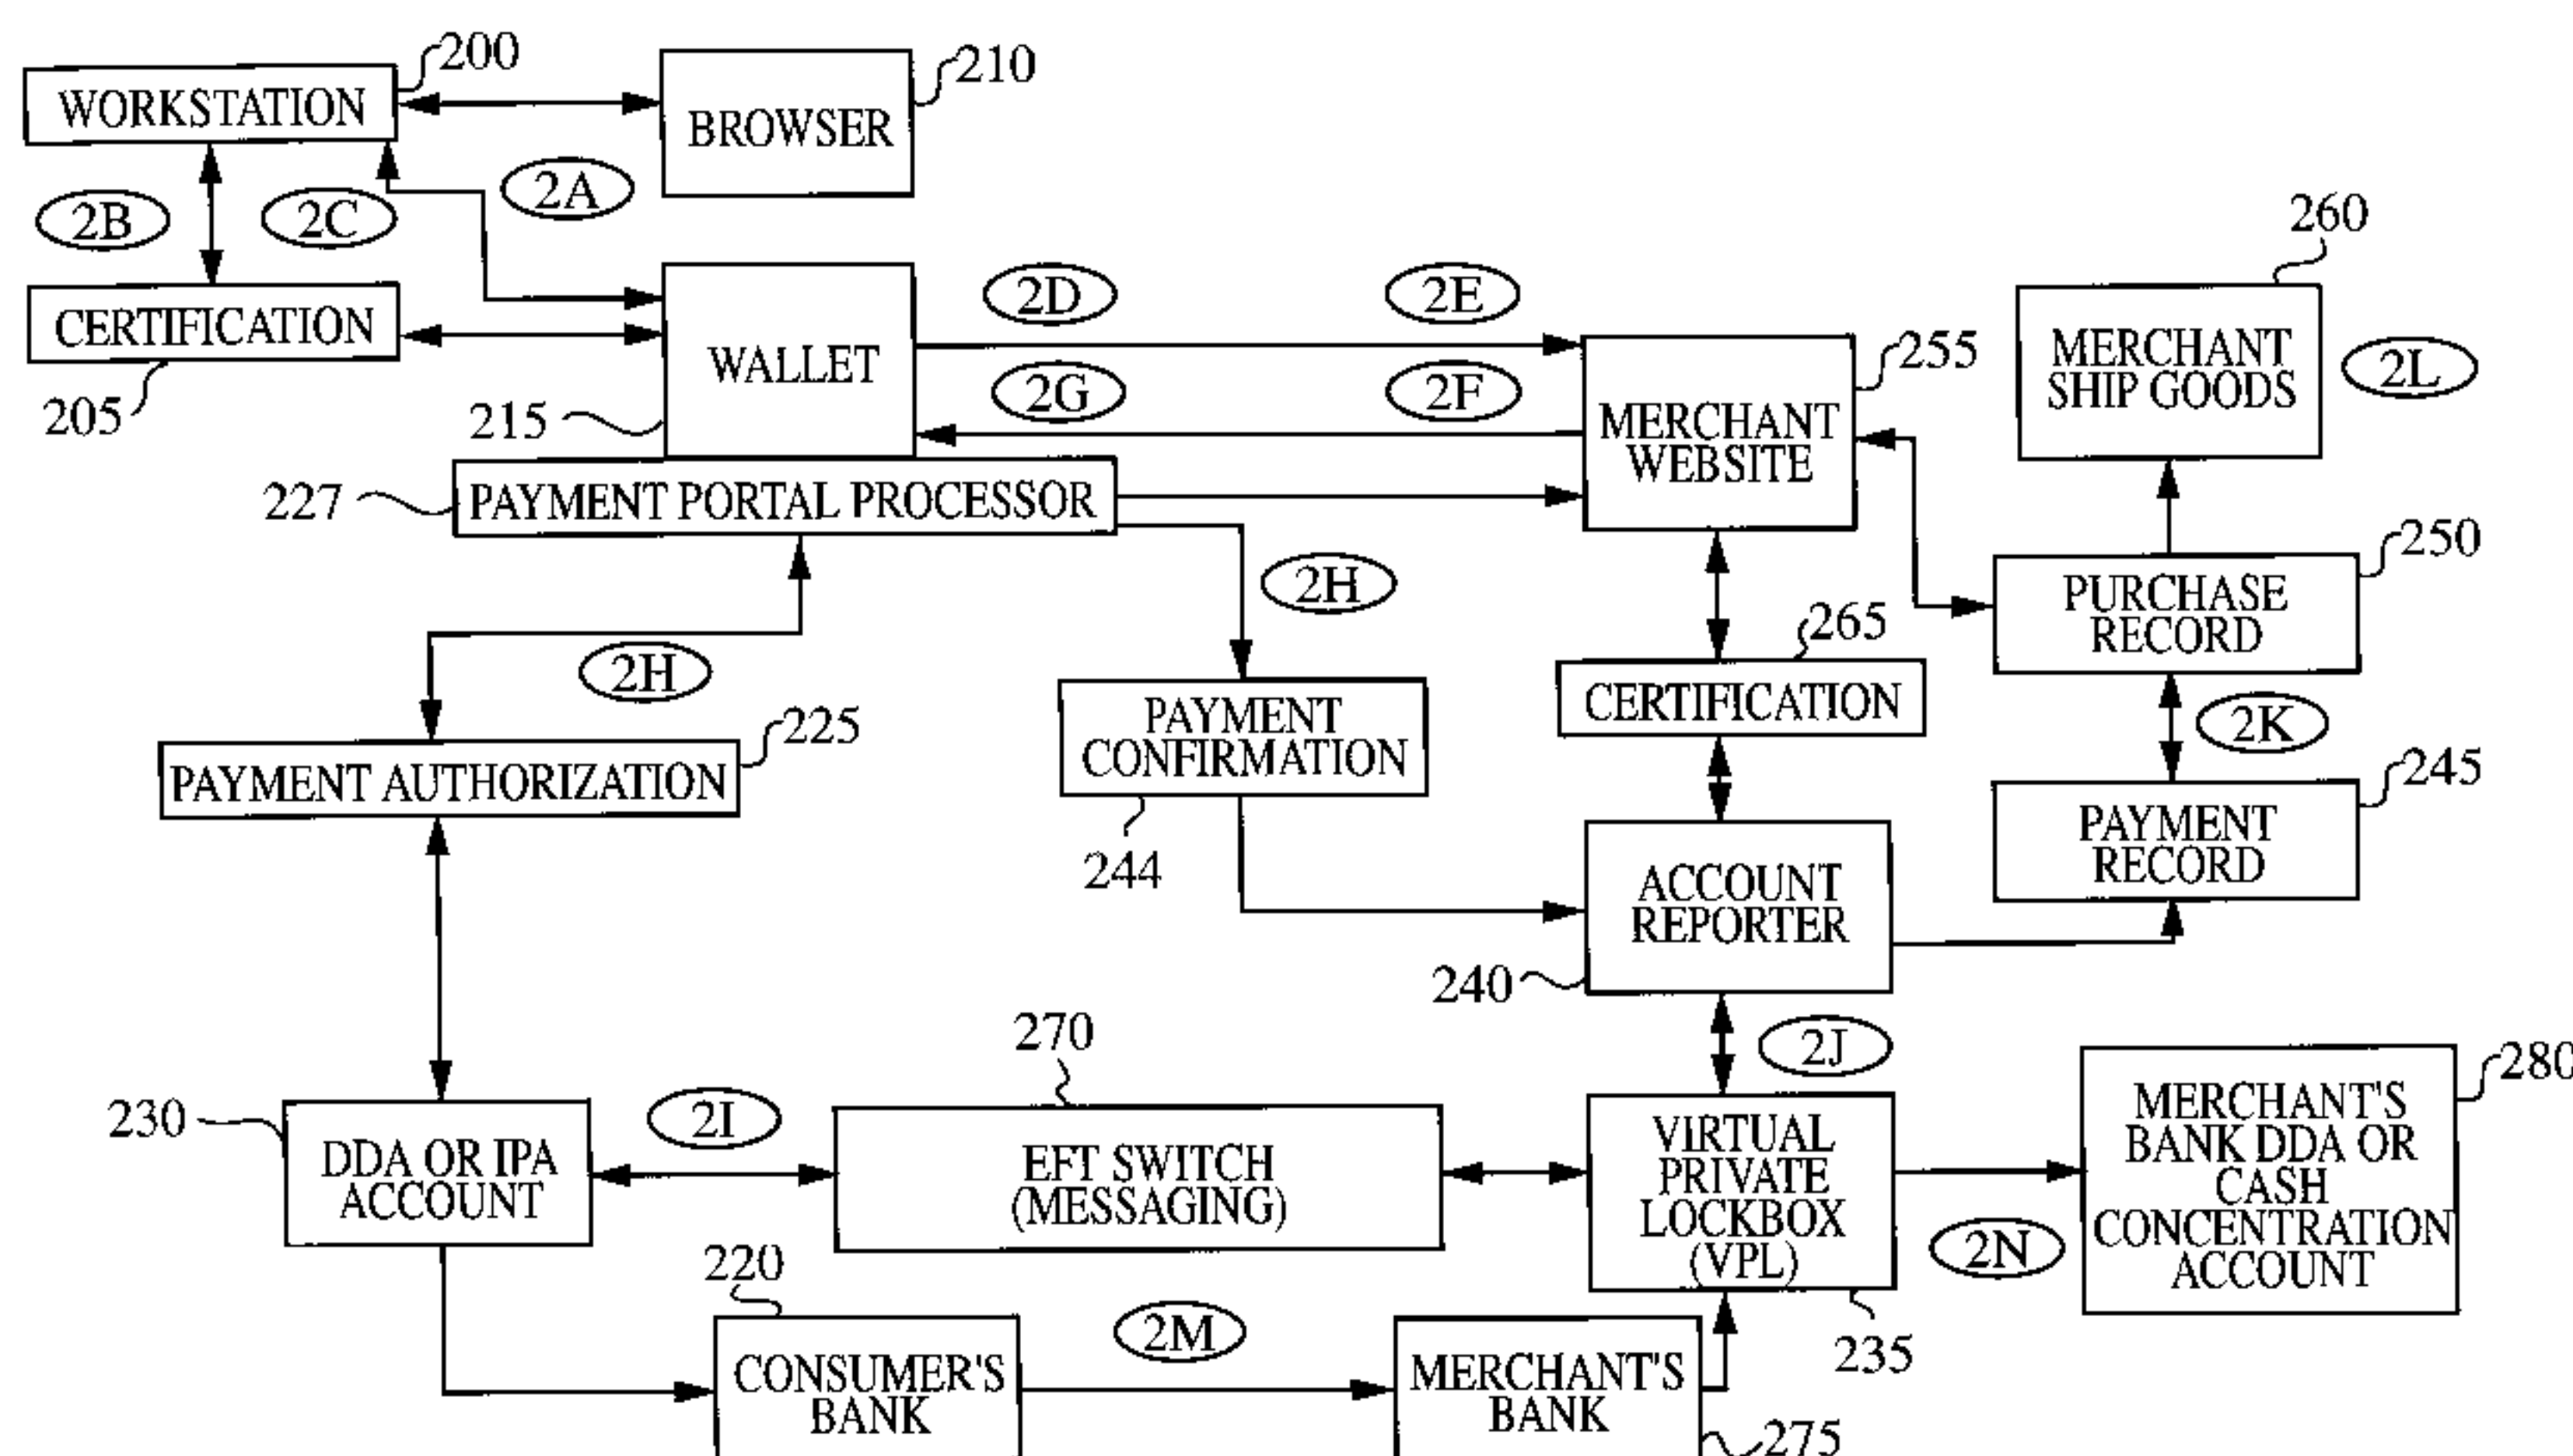 200
WORKSTATION
210
BROWSER
2A
2B
2C
260
CERTIFICATION
205
WALLET
215
2D
2E
2G
2F
255
MERCHANT
WEBSITE
MERCHANT
SHIP GOODS
2L
227
PAYMENT PORTAL PROCESSOR
2H
2H
250
PURCHASE
RECORD
265
CERTIFICATION
225
PAYMENT AUTHORIZATION
PAYMENT
CONFIRMATION
244
2K
245
PAYMENT
RECORD
ACCOUNT
REPORTER
240
2J
230
DDA OR IPA
ACCOUNT
2I
270
EFT SWITCH
(MESSAGING)
VIRTUAL
PRIVATE
LOCKBOX
(VPL)
235
2N
280
MERCHANT'S
BANK DDA OR
CASH
CONCENTRATION
ACCOUNT
220
CONSUMER'S
BANK
2M
MERCHANT'S
BANK
275